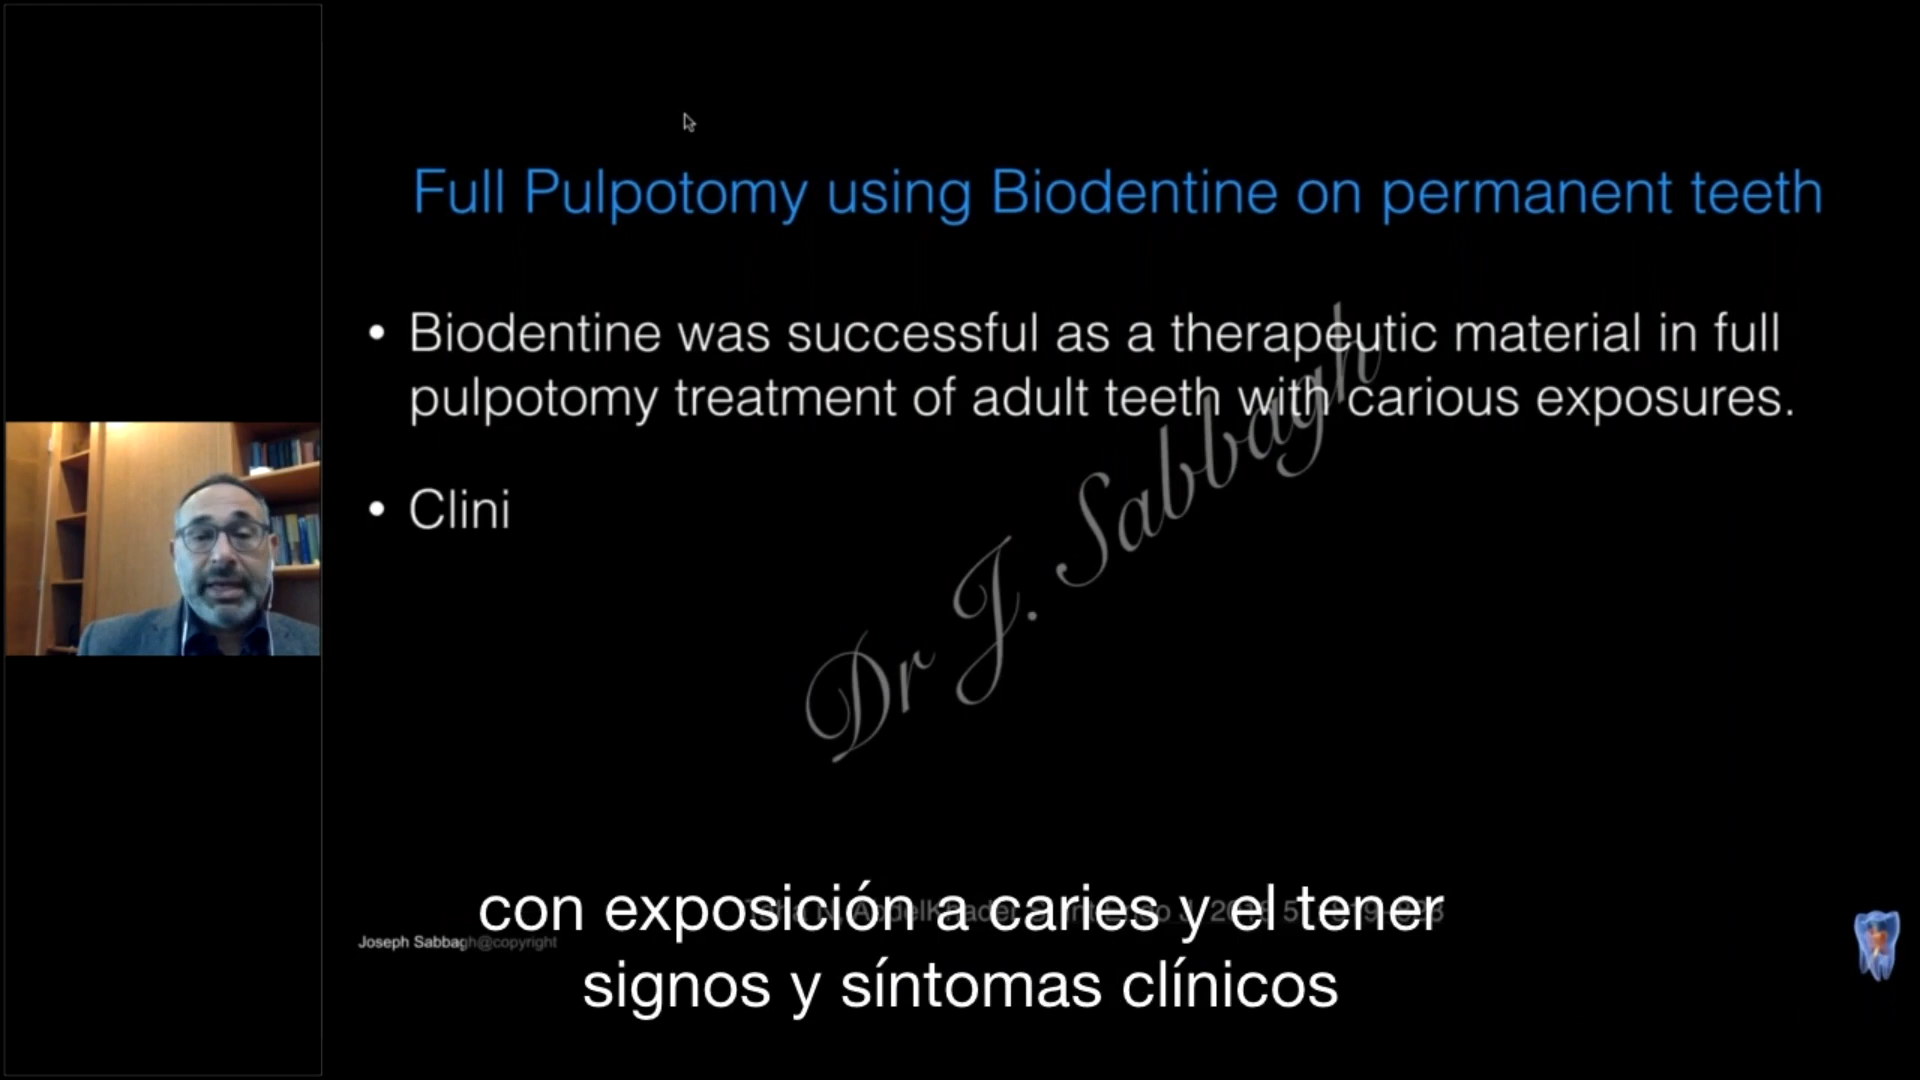 Full Pulpotomy using Biodentine on permanent teeth
• Biodentine was successful as a therapeutic material in full
pulpotomy treatment of adult teeth with carious exposures.
• Clini
Dr J. Sabbagh
con exposición a caries y el tener
signos y síntomas clínicos
Joseph Sabbagh@copyright